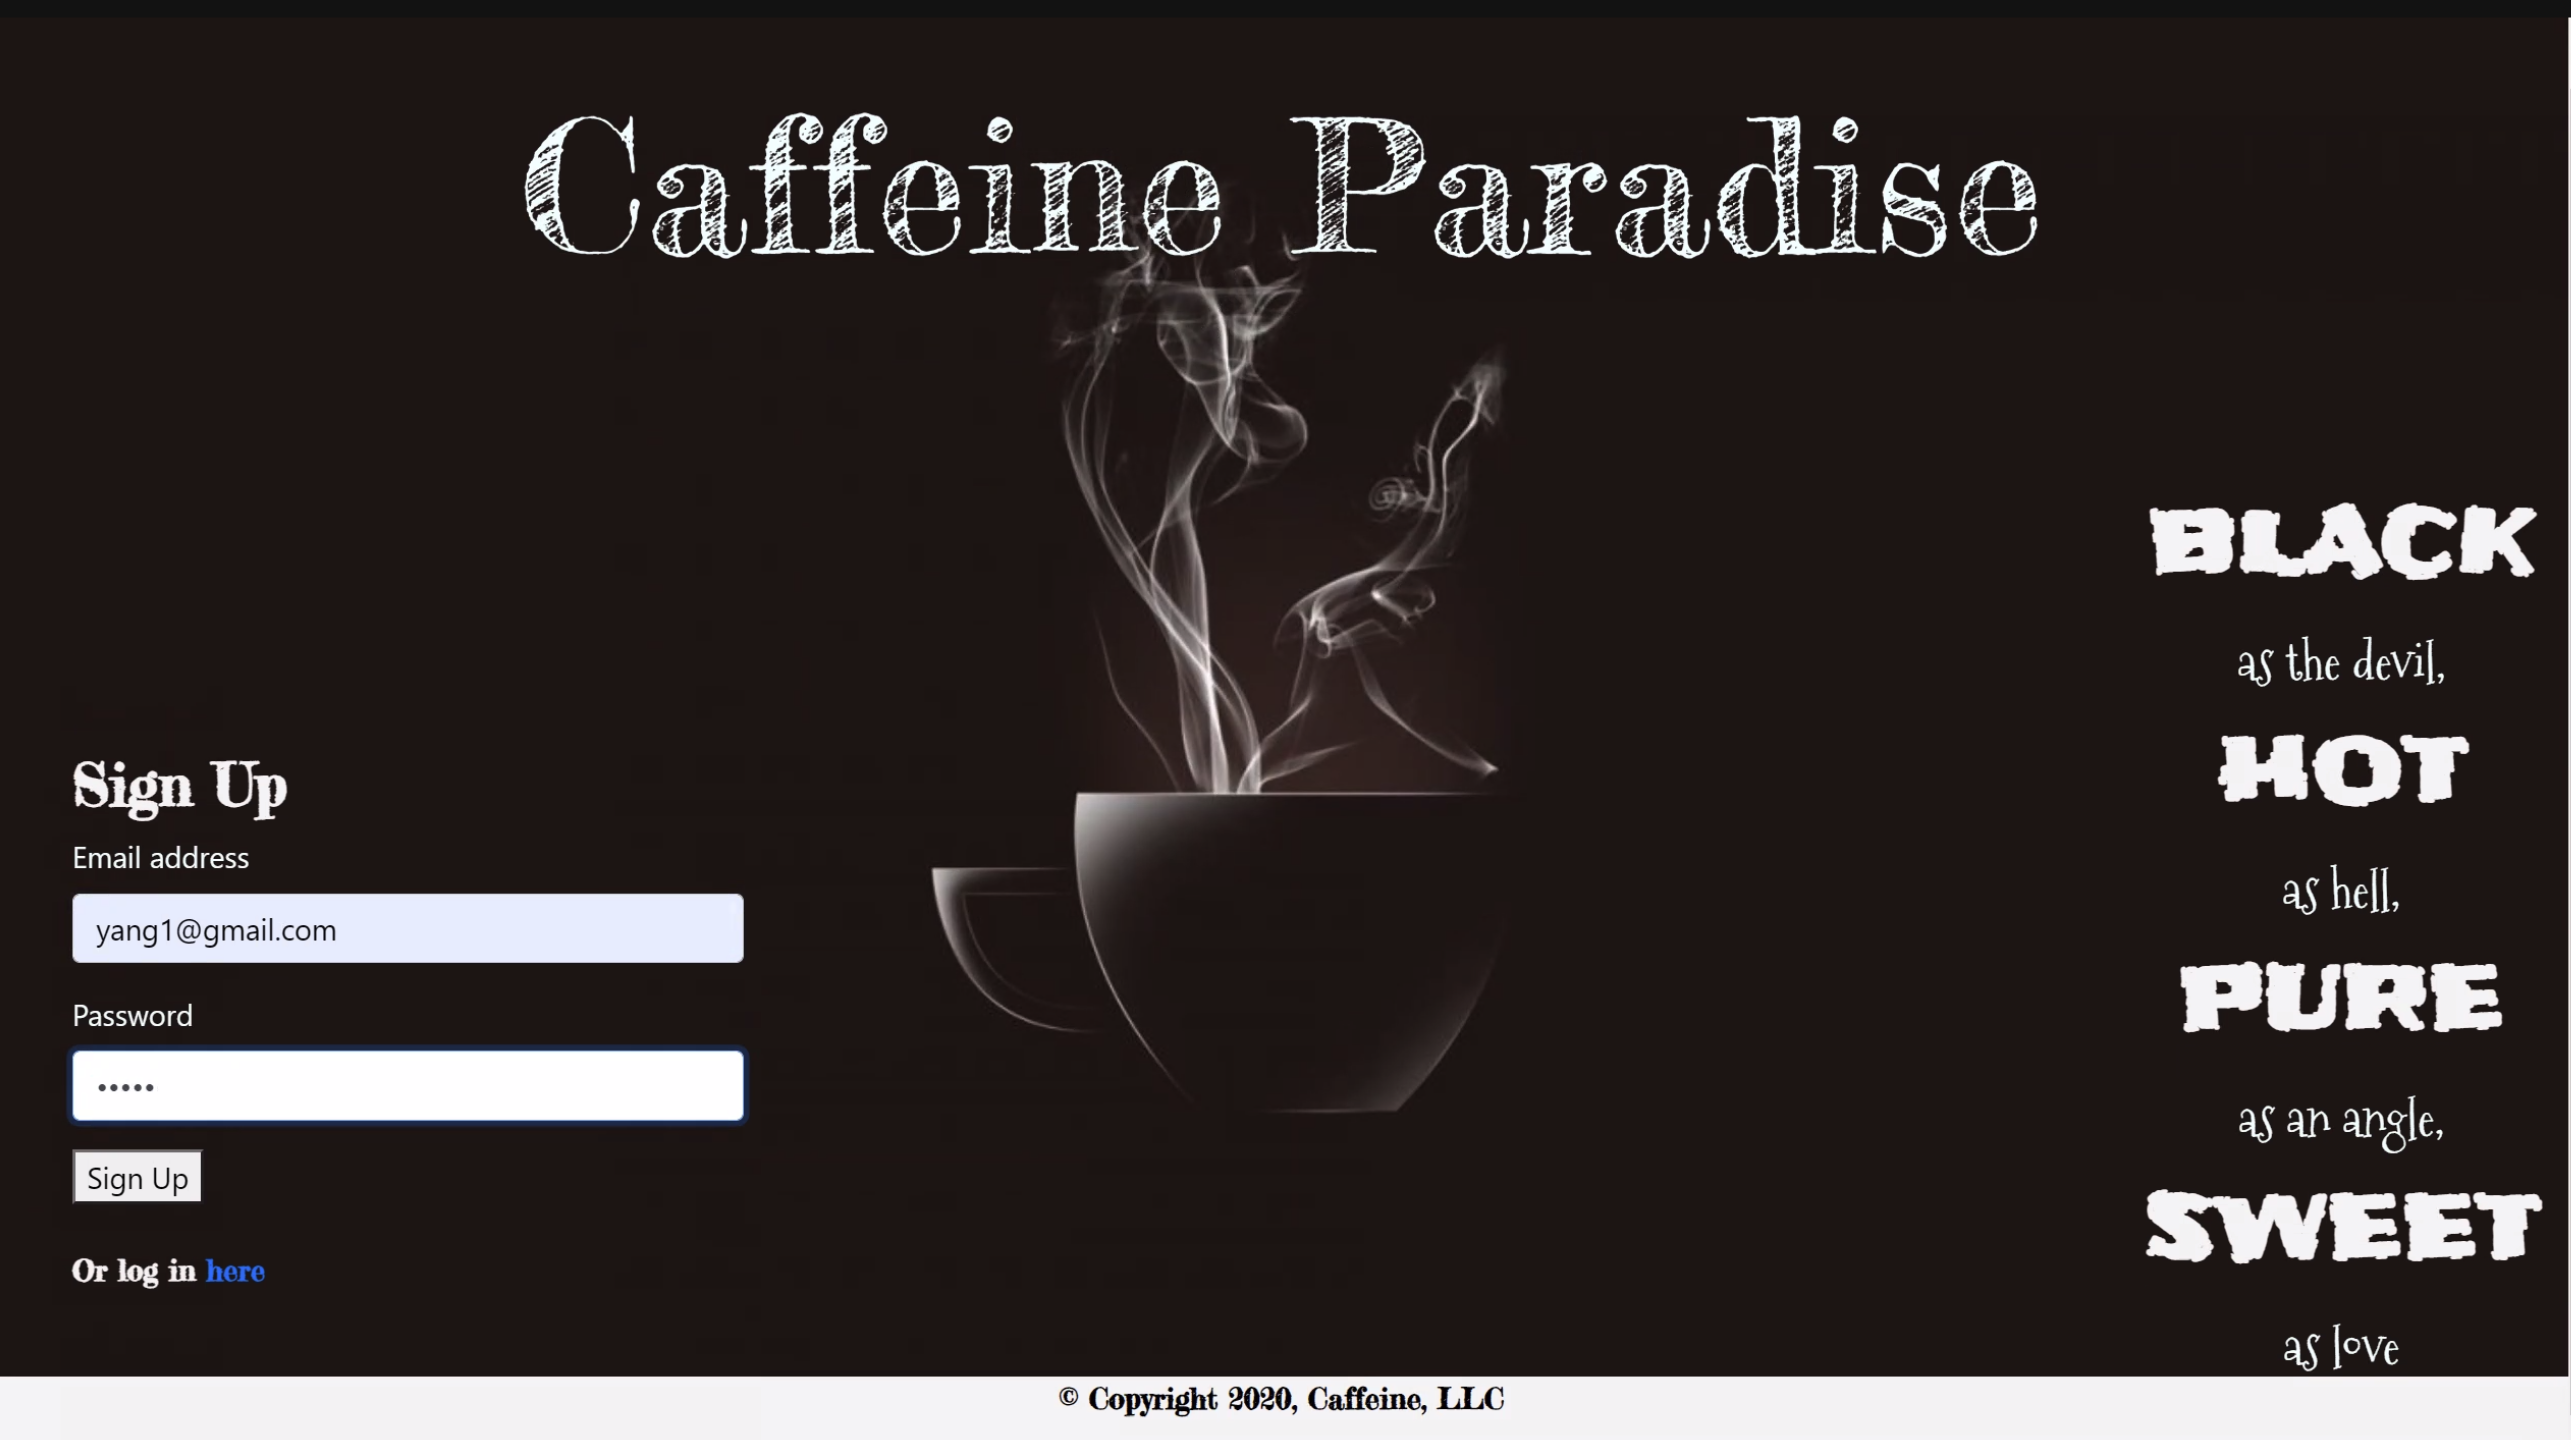 Caffeine Paradise
Sign Up
Email address
yang1@gmail.com
Password
•••••
Sign Up
Or log in here
BLACK
as the devil,
HOT
as hell,
PURE
as an angle,
SWEET
as love
© Copyright 2020, Caffeine, LLC